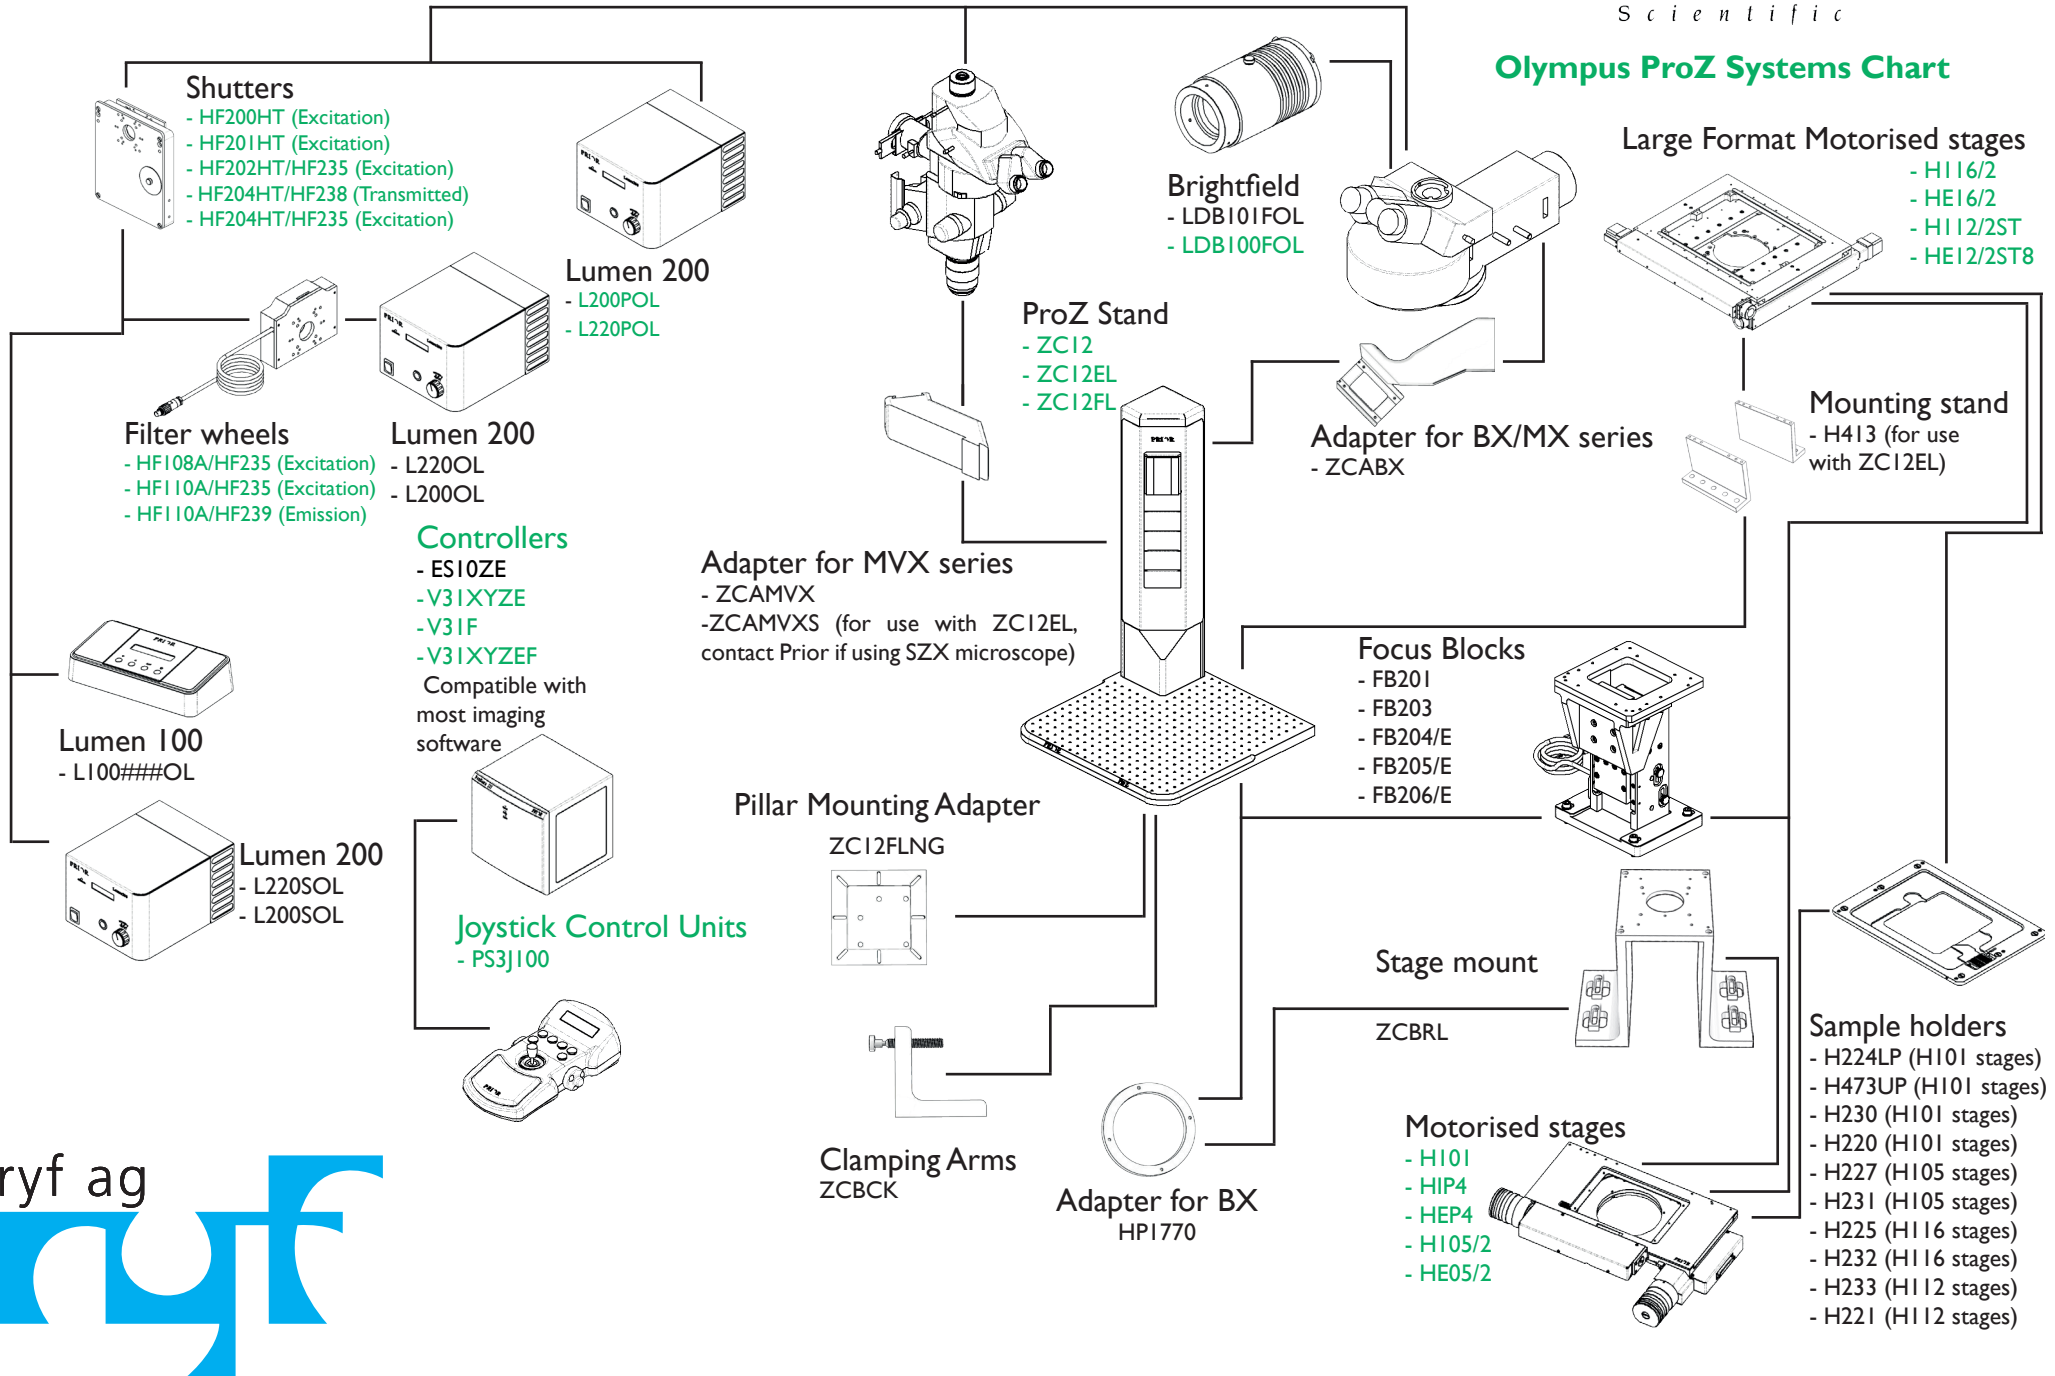 Scientific
Olympus ProZ Systems Chart
Shutters
- HF200HT (Excitation)
- HF201HT (Excitation)
- HF202HT/HF235 (Excitation)
- HF204HT/HF238 (Transmitted)
- HF204HT/HF235 (Excitation)
Lumen 200
- L200POL
- L220POL
Brightfield
- LDB101FOL
- LDB100FOL
Large Format Motorised stages
- H116/2
- HE16/2
- H112/2ST
- HE12/2ST8
ProZ Stand
- ZC12
- ZC12EL
- ZC12FL
Filter wheels
- HF108A/HF235 (Excitation)
- HF110A/HF235 (Excitation)
- HF110A/HF239 (Emission)
Lumen 200
- L220OL
- L200OL
Adapter for BX/MX series
- ZCABX
Mounting stand
- H413 (for use
with ZC12EL)
Controllers
- ES10ZE
- V31XYZE
- V31F
- V31XYZEF
Compatible with
most imaging
software
Adapter for MVX series
- ZCAMVX
-ZCAMVXS (for use with ZC12EL,
contact Prior if using SZX microscope)
PRIOR
Focus Blocks
- FB201
- FB203
- FB204/E
- FB205/E
- FB206/E
Lumen 100
- L100###OL
Lumen 200
- L220SOL
- L200SOL
Pillar Mounting Adapter
ZC12FLNG
Joystick Control Units
- PS3J100
Stage mount
ZCBRL
Clamping Arms
ZCBCK
Adapter for BX
HP1770
Motorised stages
- H101
- HIP4
- HEP4
- H105/2
- HE05/2
Sample holders
- H224LP (H101 stages)
- H473UP (H101 stages)
- H230 (H101 stages)
- H220 (H101 stages)
- H227 (H105 stages)
- H231 (H105 stages)
- H225 (H116 stages)
- H232 (H116 stages)
- H233 (H112 stages)
- H221 (H112 stages)
ryf ag
ryf